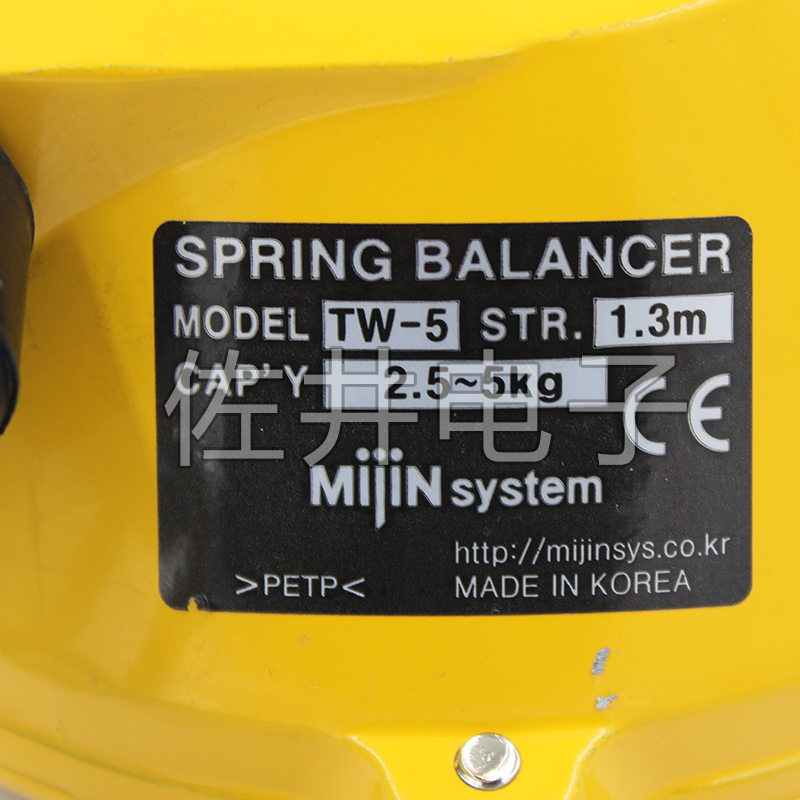 SPRING BALANCER
MODEL TW-5 STR. 1.3m
CAP'Y 2.5~5kg
CE
MijiN system
http://mijinsys.co.kr
>PETP< MADE IN KOREA
佐井电子